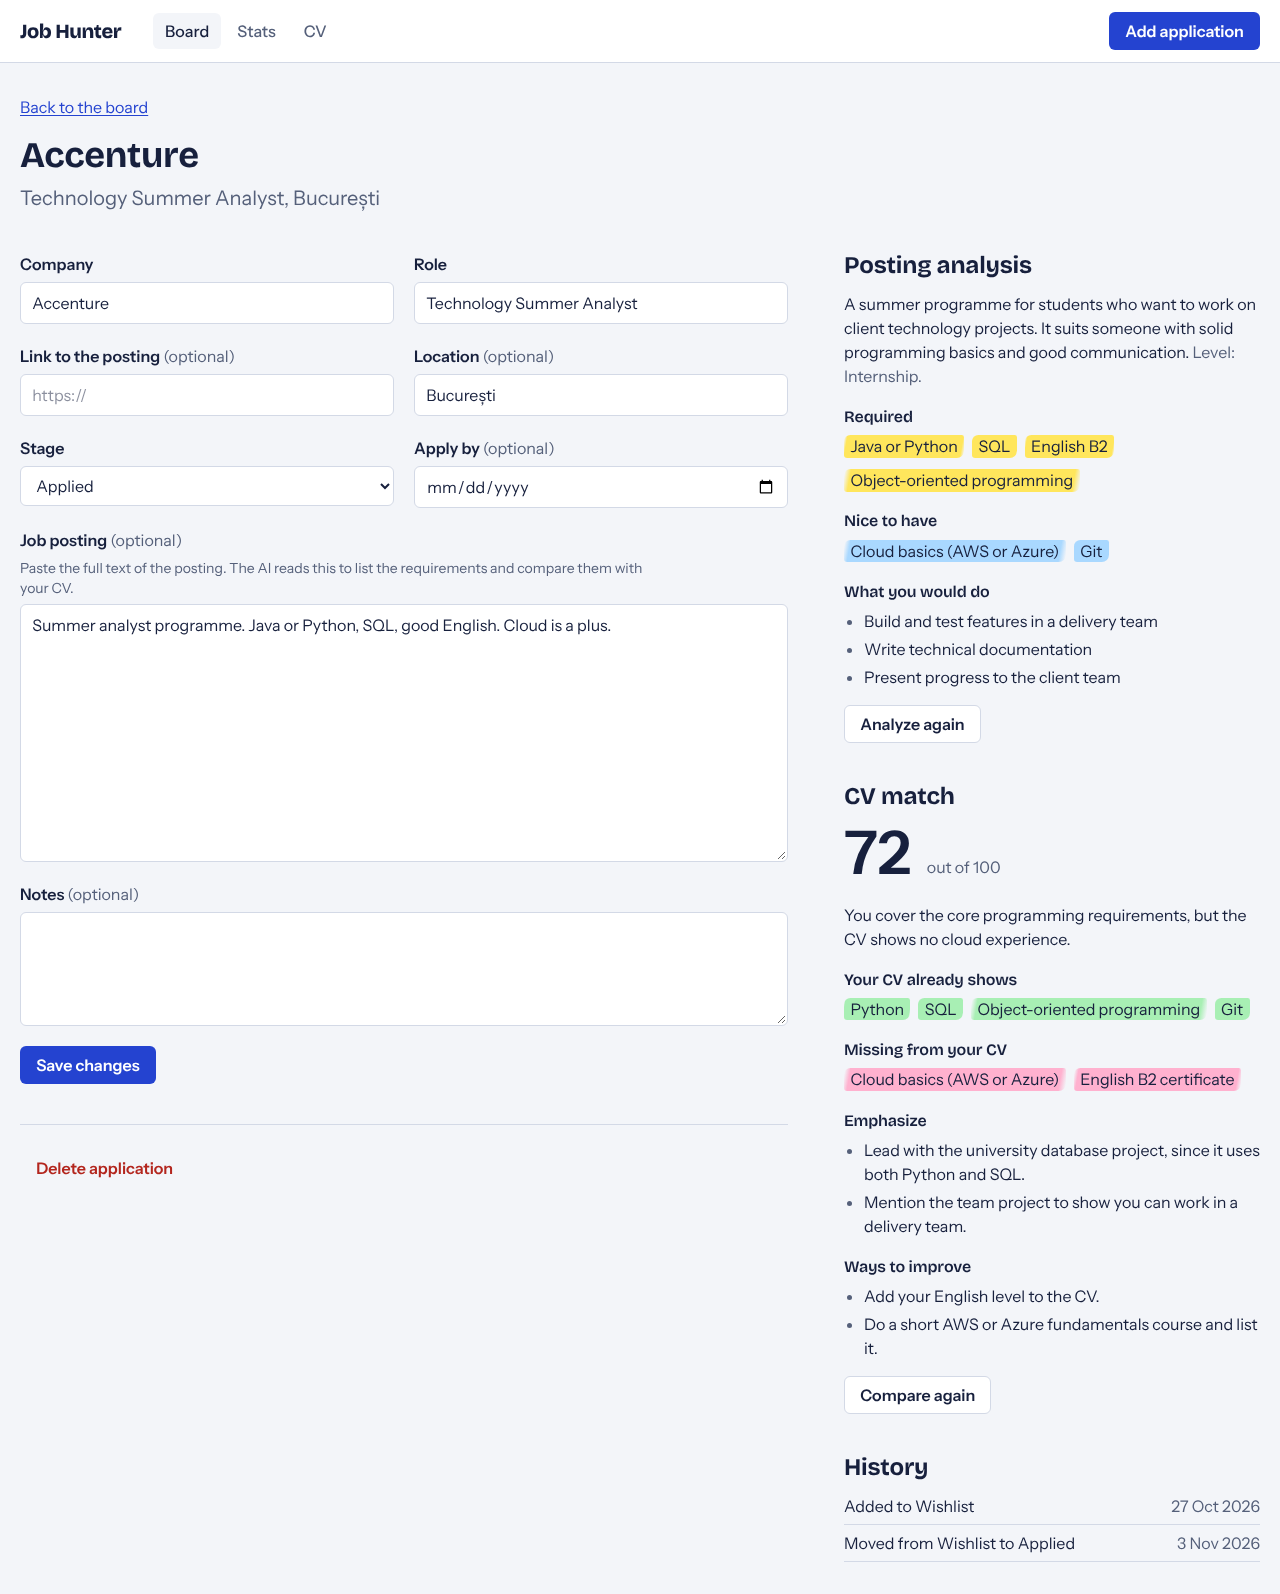 Job Hunter
Board
Stats
CV
Add application
Back to the board
Accenture
Technology Summer Analyst, București
Company
Accenture
Role
Technology Summer Analyst
Link to the posting (optional)
https://
Location (optional)
București
Stage
Applied
Apply by (optional)
mm/dd/yyyy
Job posting (optional)
Paste the full text of the posting. The AI reads this to list the requirements and compare them with
your CV.
Summer analyst programme. Java or Python, SQL, good English. Cloud is a plus.
Notes (optional)
Save changes
Delete application
Posting analysis
A summer programme for students who want to work on
client technology projects. It suits someone with solid
programming basics and good communication. Level:
Internship.
Required
Java or Python SQL English B2
Object-oriented programming
Nice to have
Cloud basics (AWS or Azure) Git
What you would do
• Build and test features in a delivery team
• Write technical documentation
• Present progress to the client team
Analyze again
CV match
72 out of 100
You cover the core programming requirements, but the
CV shows no cloud experience.
Your CV already shows
Python SQL Object-oriented programming Git
Missing from your CV
Cloud basics (AWS or Azure) English B2 certificate
Emphasize
• Lead with the university database project, since it uses
both Python and SQL.
• Mention the team project to show you can work in a
delivery team.
Ways to improve
• Add your English level to the CV.
• Do a short AWS or Azure fundamentals course and list
it.
Compare again
History
Added to Wishlist 27 Oct 2026
Moved from Wishlist to Applied 3 Nov 2026